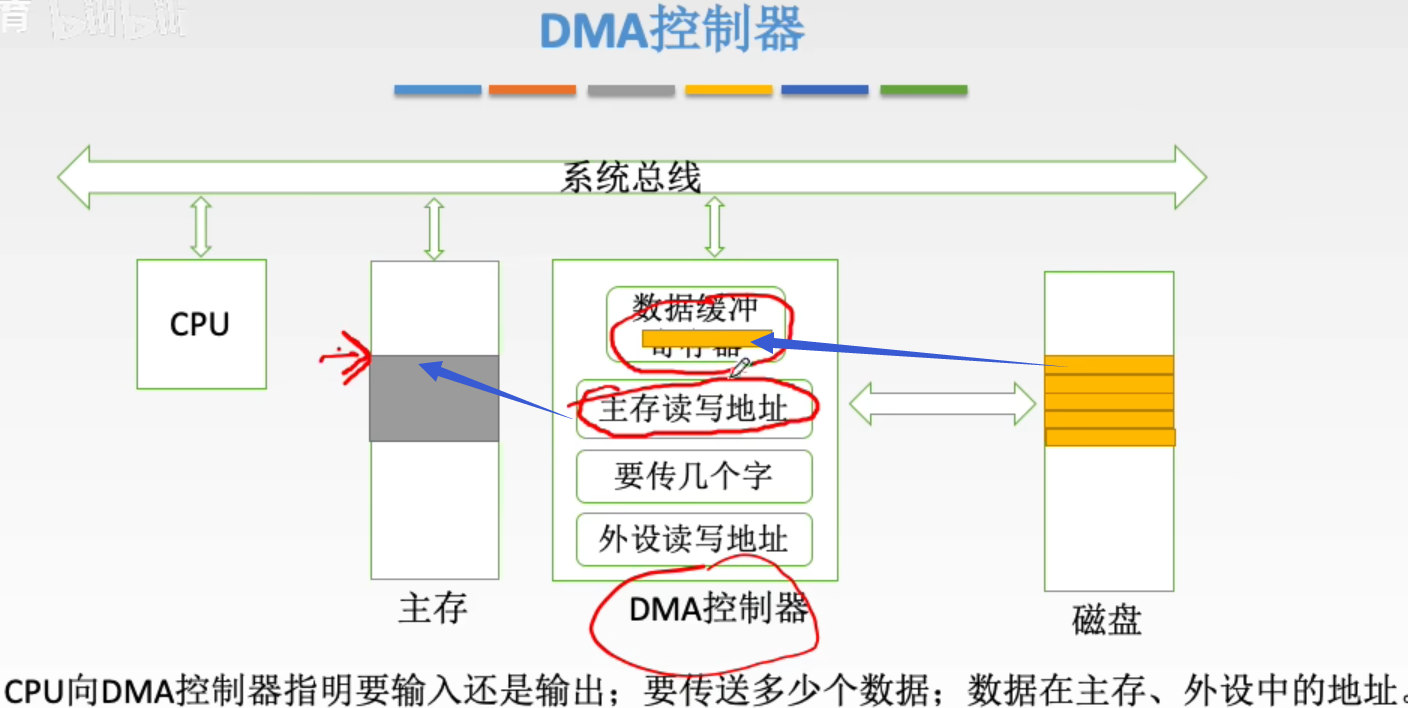 育 bilibili
DMA控制器
系统总线
CPU
数据缓冲
寄存器
主存读写地址
要传几个字
外设读写地址
主存
DMA控制器
磁盘
CPU向DMA控制器指明要输入还是输出；要传送多少个数据；数据在主存、外设中的地址。